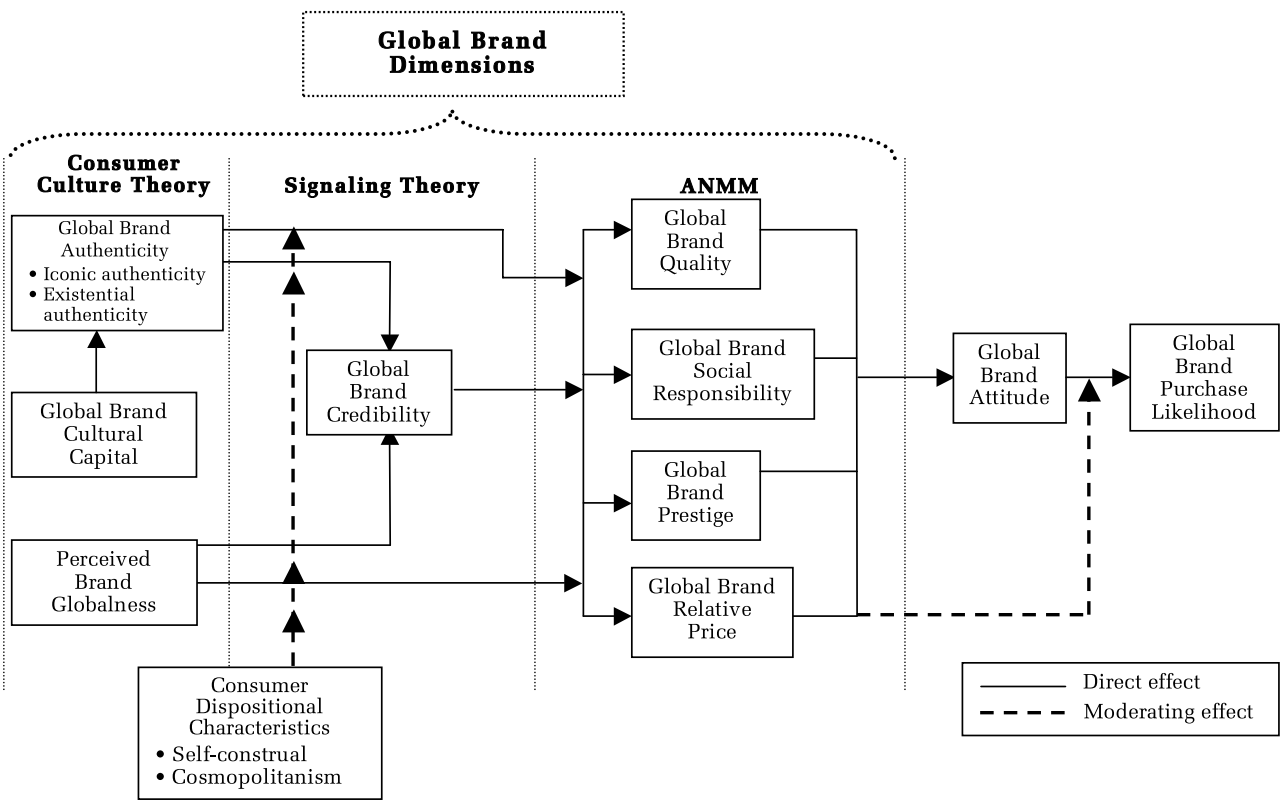 Global Brand
Dimensions
Consumer
Culture Theory
Signaling Theory
ANMM
Global Brand
Authenticity
• Iconic authenticity
• Existential
authenticity
Global Brand
Cultural
Capital
Perceived
Brand
Globalness
Global
Brand
Credibility
Consumer
Dispositional
Characteristics
• Self-construal
• Cosmopolitanism
Global
Brand
Quality
Global Brand
Social
Responsibility
Global
Brand
Prestige
Global Brand
Relative
Price
Global
Brand
Attitude
Global
Brand
Purchase
Likelihood
Direct effect
Moderating effect